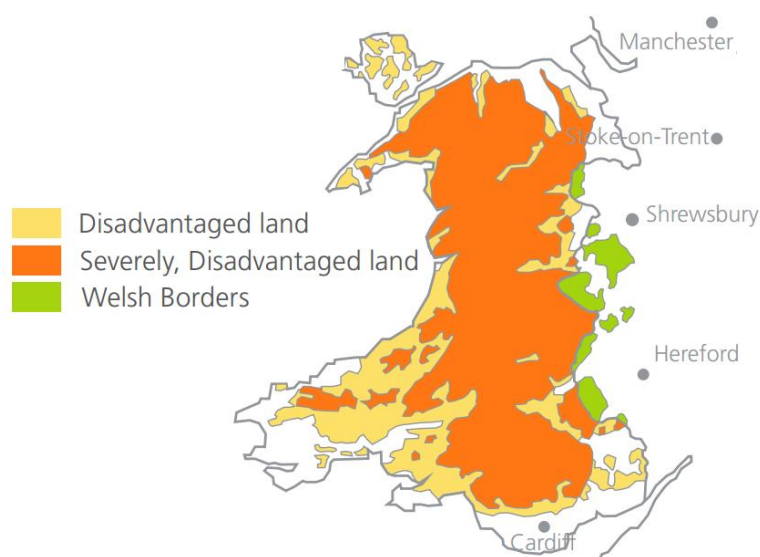 Manchester
Stoke-on-Trent
Disadvantaged land
Shrewsbury
Severely, Disadvantaged land
Welsh Borders
Hereford
Cardiff